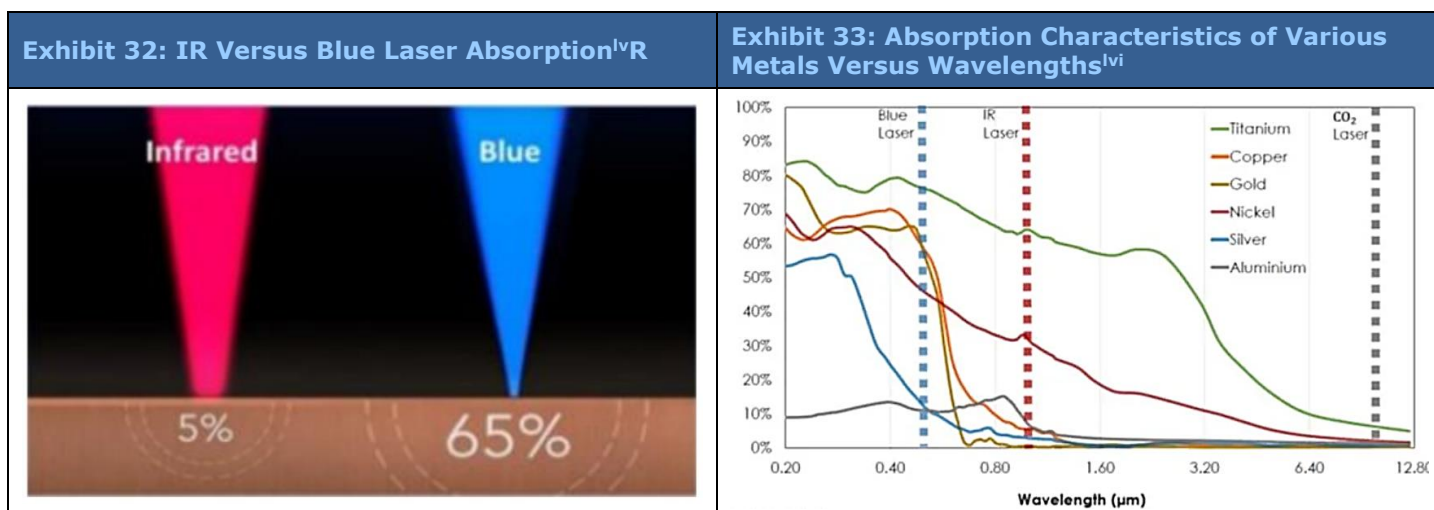 Exhibit 32: IR Versus Blue Laser AbsorptionˡᵛR
Exhibit 33: Absorption Characteristics of Various
Metals Versus Wavelengthsˡᵛⁱ
Infrared
Blue
5%
65%
100%
90%
80%
70%
60%
50%
40%
30%
20%
10%
0%
Blue
Laser
IR
Laser
CO₂
Laser
Titanium
Copper
Gold
Nickel
Silver
Aluminium
0.20 0.40 0.80 1.60 3.20 6.40 12.80
Wavelength (µm)